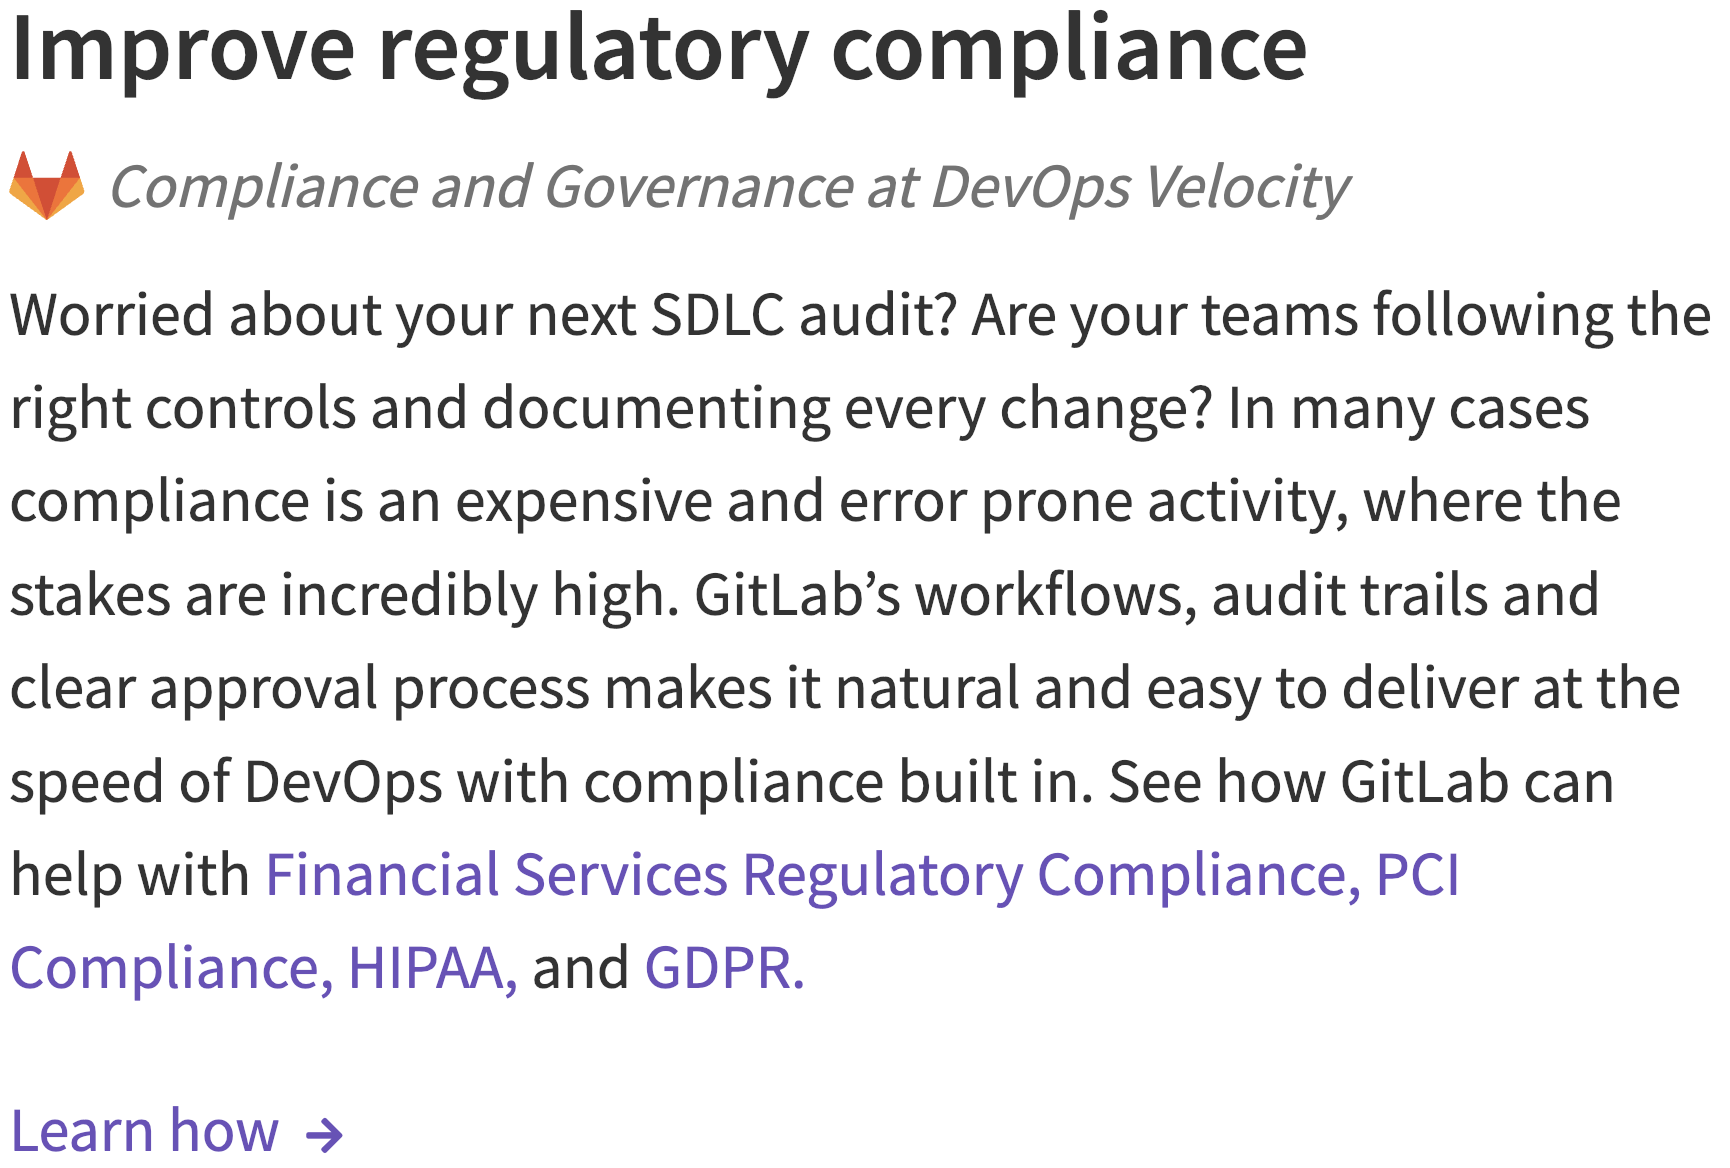 Improve regulatory compliance
Compliance and Governance at DevOps Velocity
Worried about your next SDLC audit? Are your teams following the
right controls and documenting every change? In many cases
compliance is an expensive and error prone activity, where the
stakes are incredibly high. GitLab’s workflows, audit trails and
clear approval process makes it natural and easy to deliver at the
speed of DevOps with compliance built in. See how GitLab can
help with Financial Services Regulatory Compliance, PCI
Compliance, HIPAA, and GDPR.
Learn how →